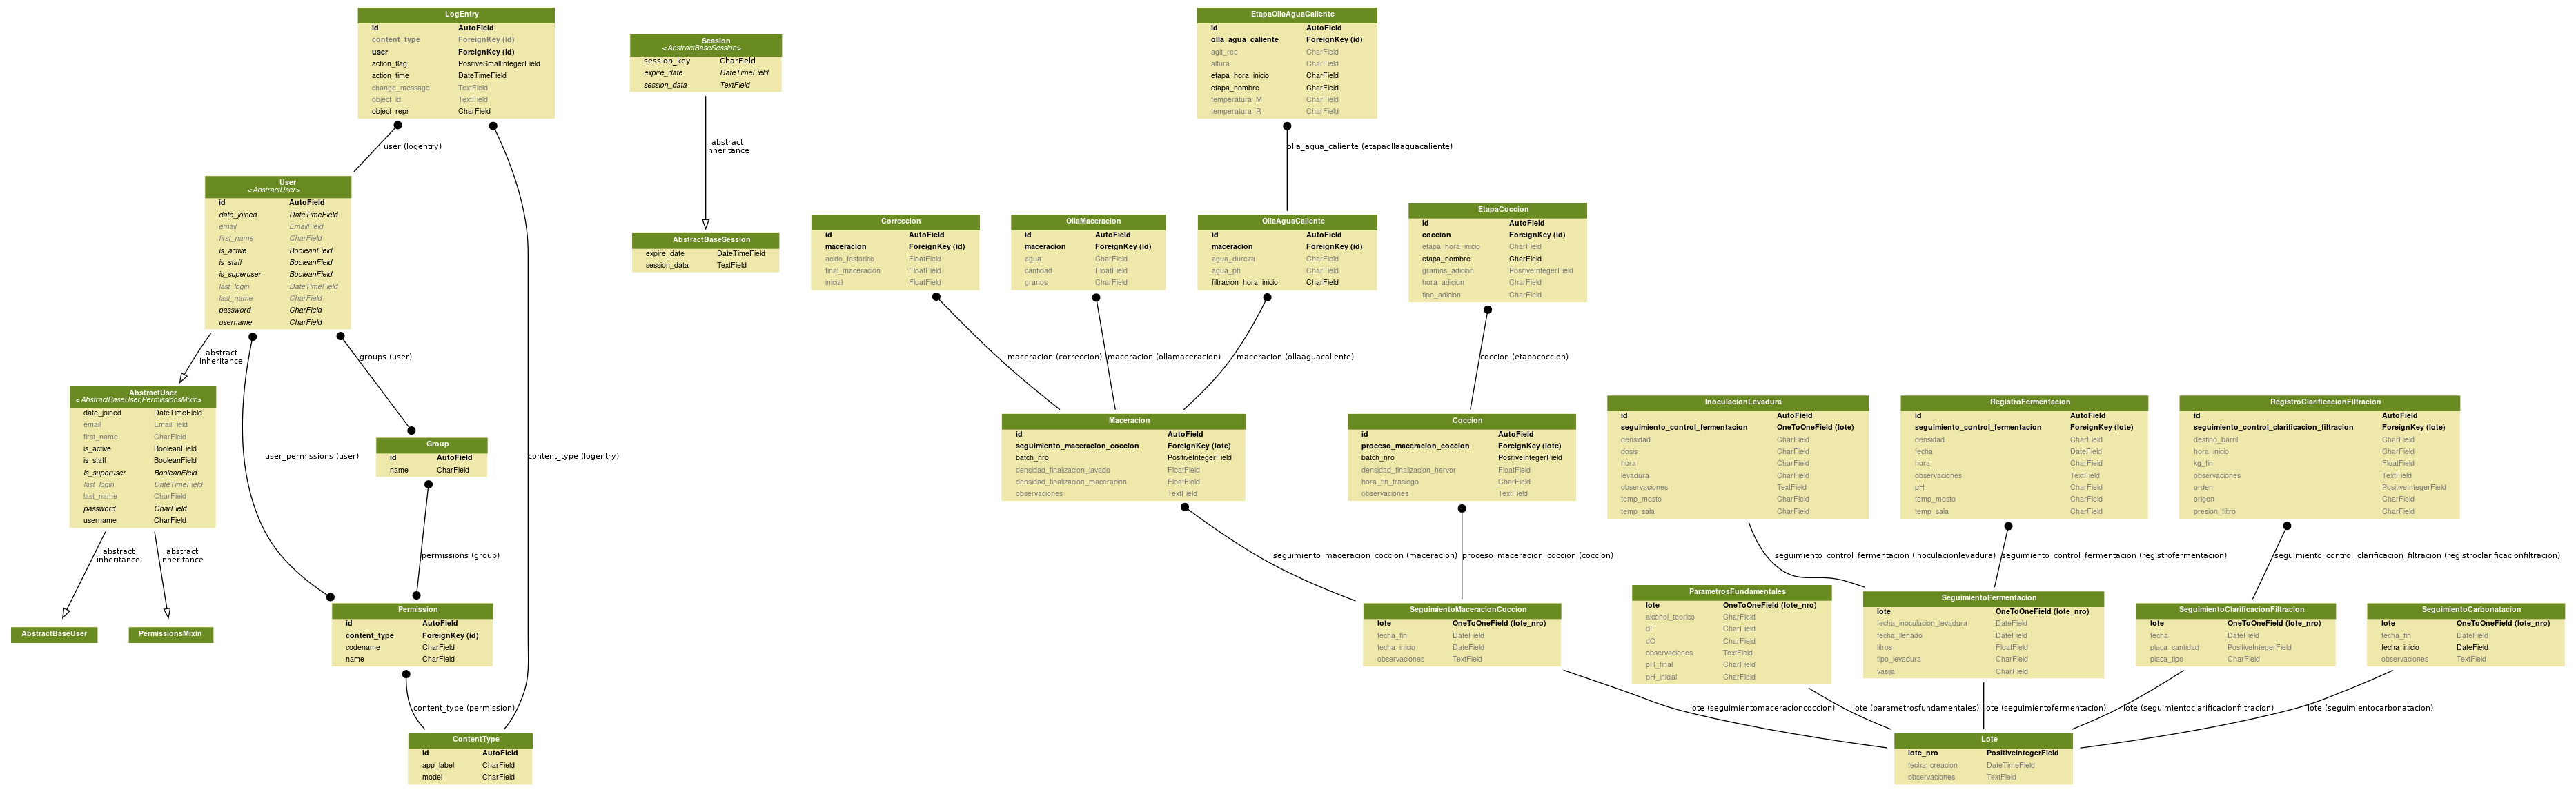 LogEntry
id AutoField
content_type ForeignKey (id)
user ForeignKey (id)
action_flag PositiveSmallIntegerField
action_time DateTimeField
change_message TextField
object_id TextField
object_repr CharField
user (logentry)
content_type (logentry)
User
<AbstractUser>
id AutoField
date_joined DateTimeField
email EmailField
first_name CharField
is_active BooleanField
is_staff BooleanField
is_superuser BooleanField
last_login DateTimeField
last_name CharField
password CharField
username CharField
abstract
inheritance
user_permissions (user)
groups (user)
AbstractUser
<AbstractBaseUser,PermissionsMixin>
date_joined DateTimeField
email EmailField
first_name CharField
is_active BooleanField
is_staff BooleanField
is_superuser BooleanField
last_login DateTimeField
last_name CharField
password CharField
username CharField
abstract
inheritance
abstract
inheritance
AbstractBaseUser
PermissionsMixin
Group
id AutoField
name CharField
permissions (group)
Permission
id AutoField
content_type ForeignKey (id)
codename CharField
name CharField
content_type (permission)
ContentType
id AutoField
app_label CharField
model CharField
Session
<AbstractBaseSession>
session_key CharField
expire_date DateTimeField
session_data TextField
abstract
inheritance
AbstractBaseSession
expire_date DateTimeField
session_data TextField
EtapaOllaAguaCaliente
id AutoField
olla_agua_caliente ForeignKey (id)
agit_rec CharField
altura CharField
etapa_hora_inicio CharField
etapa_nombre CharField
temperatura_M CharField
temperatura_R CharField
olla_agua_caliente (etapaollaaguacaliente)
Correccion
id AutoField
maceracion ForeignKey (id)
acido_fosforico FloatField
final_maceracion FloatField
inicial FloatField
OllaMaceracion
id AutoField
maceracion ForeignKey (id)
agua CharField
cantidad FloatField
granos CharField
OllaAguaCaliente
id AutoField
maceracion ForeignKey (id)
agua_dureza CharField
agua_ph CharField
filtracion_hora_inicio CharField
EtapaCoccion
id AutoField
coccion ForeignKey (id)
etapa_hora_inicio CharField
etapa_nombre CharField
gramos_adicion PositiveIntegerField
hora_adicion CharField
tipo_adicion CharField
maceracion (correccion)
maceracion (ollamaceracion)
maceracion (ollaaguacaliente)
coccion (etapacoccion)
Maceracion
id AutoField
seguimiento_maceracion_coccion ForeignKey (lote)
batch_nro PositiveIntegerField
densidad_finalizacion_lavado FloatField
densidad_finalizacion_maceracion FloatField
observaciones TextField
Coccion
id AutoField
proceso_maceracion_coccion ForeignKey (lote)
batch_nro PositiveIntegerField
densidad_finalizacion_hervor FloatField
hora_fin_trasiego CharField
observaciones TextField
InoculacionLevadura
id AutoField
seguimiento_control_fermentacion OneToOneField (lote)
densidad CharField
dosis CharField
hora CharField
levadura CharField
observaciones TextField
temp_mosto CharField
temp_sala CharField
RegistroFermentacion
id AutoField
seguimiento_control_fermentacion ForeignKey (lote)
densidad CharField
fecha DateField
hora CharField
observaciones TextField
pH CharField
temp_mosto CharField
temp_sala CharField
RegistroClarificacionFiltracion
id AutoField
seguimiento_control_clarificacion_filtracion ForeignKey (lote)
destino_barril CharField
hora_inicio CharField
kg_fin FloatField
observaciones TextField
orden PositiveIntegerField
origen CharField
presion_filtro CharField
seguimiento_maceracion_coccion (maceracion)
proceso_maceracion_coccion (coccion)
seguimiento_control_fermentacion (inoculacionlevadura)
seguimiento_control_fermentacion (registrofermentacion)
seguimiento_control_clarificacion_filtracion (registroclarificacionfiltracion)
SeguimientoMaceracionCoccion
lote OneToOneField (lote_nro)
fecha_fin DateField
fecha_inicio DateField
observaciones TextField
ParametrosFundamentales
lote OneToOneField (lote_nro)
alcohol_teorico CharField
dF CharField
dO CharField
observaciones TextField
pH_final CharField
pH_inicial CharField
SeguimientoFermentacion
lote OneToOneField (lote_nro)
fecha_inoculacion_levadura DateField
fecha_llenado DateField
litros FloatField
tipo_levadura CharField
vasija CharField
SeguimientoClarificacionFiltracion
lote OneToOneField (lote_nro)
fecha DateField
placa_cantidad PositiveIntegerField
placa_tipo CharField
SeguimientoCarbonatacion
lote OneToOneField (lote_nro)
fecha_fin DateField
fecha_inicio DateField
observaciones TextField
lote (seguimientomaceracioncoccion)
lote (parametrosfundamentales)
lote (seguimientofermentacion)
lote (seguimientoclarificacionfiltracion)
lote (seguimientocarbonatacion)
Lote
lote_nro PositiveIntegerField
fecha_creacion DateTimeField
observaciones TextField